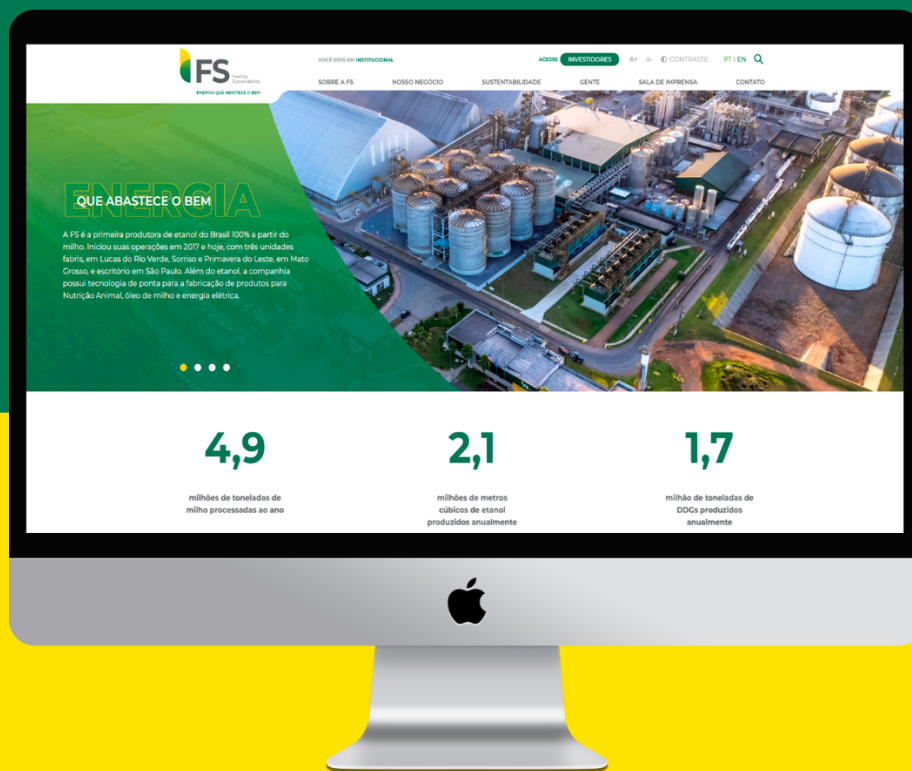 FS Fueling Sustainability
ENERGIA QUE ABASTECE O BEM
VOCÊ ESTÁ EM INSTITUCIONAL
ACESSE INVESTIDORES A+ A- CONTRASTE PT | EN
SOBRE A FS NOSSO NEGÓCIO SUSTENTABILIDADE GENTE SALA DE IMPRENSA CONTATO
ENERGIA
QUE ABASTECE O BEM
A FS é a primeira produtora de etanol do Brasil 100% a partir do
milho. Iniciou suas operações em 2017 e hoje, com três unidades
fabris, em Lucas do Rio Verde, Sorriso e Primavera do Leste, em Mato
Grosso, e escritório em São Paulo. Além do etanol, a companhia
possui tecnologia de ponta para a fabricação de produtos para
Nutrição Animal, óleo de milho e energia elétrica.
4,9
milhões de toneladas de
milho processadas ao ano
2,1
milhões de metros
cúbicos de etanol
produzidos anualmente
1,7
milhão de toneladas de
DDGs produzidos
anualmente